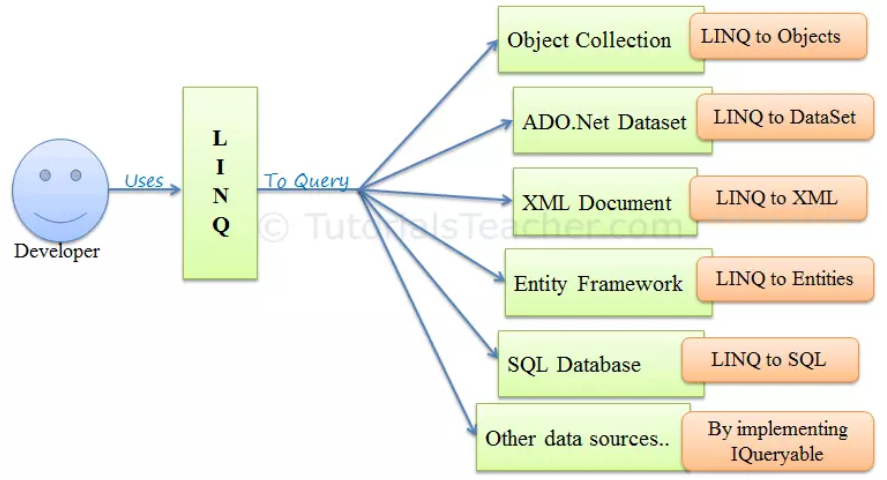 Developer
Uses
L
I
N
Q
To Query
Object Collection
LINQ to Objects
ADO.Net Dataset
LINQ to DataSet
XML Document
LINQ to XML
Entity Framework
LINQ to Entities
SQL Database
LINQ to SQL
Other data sources..
By implementing
IQueryable
© TutorialsTeacher.com